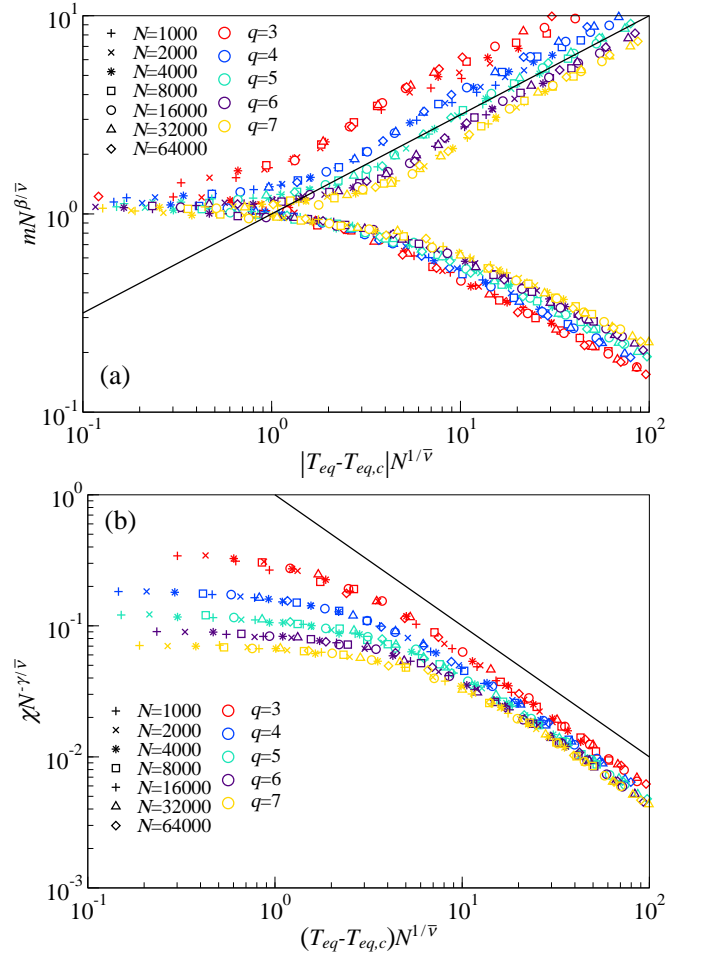 10^1
10^0
10^-1
mN^β/ν̄
+ N=1000
× N=2000
∗ N=4000
□ N=8000
○ N=16000
△ N=32000
◇ N=64000
○ q=3
○ q=4
○ q=5
○ q=6
○ q=7
(a)
10^-1 10^0 10^1 10^2
|T_eq-T_eq,c|N^1/ν̄
10^0
10^-1
10^-2
10^-3
χN^-γ/ν̄
(b)
+ N=1000
× N=2000
∗ N=4000
□ N=8000
+ N=16000
△ N=32000
◇ N=64000
○ q=3
○ q=4
○ q=5
○ q=6
○ q=7
10^-1 10^0 10^1 10^2
(T_eq-T_eq,c)N^1/ν̄